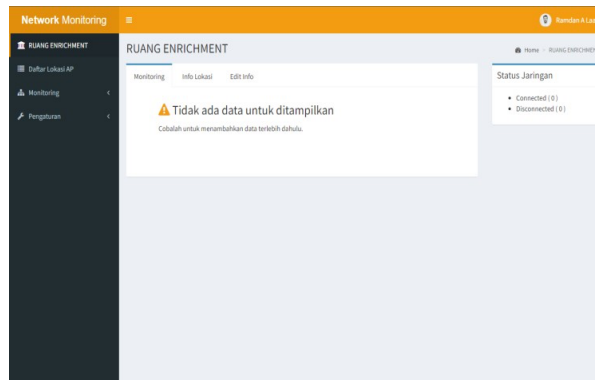 Network Monitoring
Ramdan A Lua
RUANG ENRICHMENT
Daftar Lokasi AP
Monitoring
Pengaturan
RUANG ENRICHMENT
Home
RUANG ENRICHMEN
Monitoring Info Lokasi Edit Info
Tidak ada data untuk ditampilkan
Cobalah untuk menambahkan data terlebih dahulu.
Status Jaringan
Connected ( 0 )
Disconnected ( 0 )